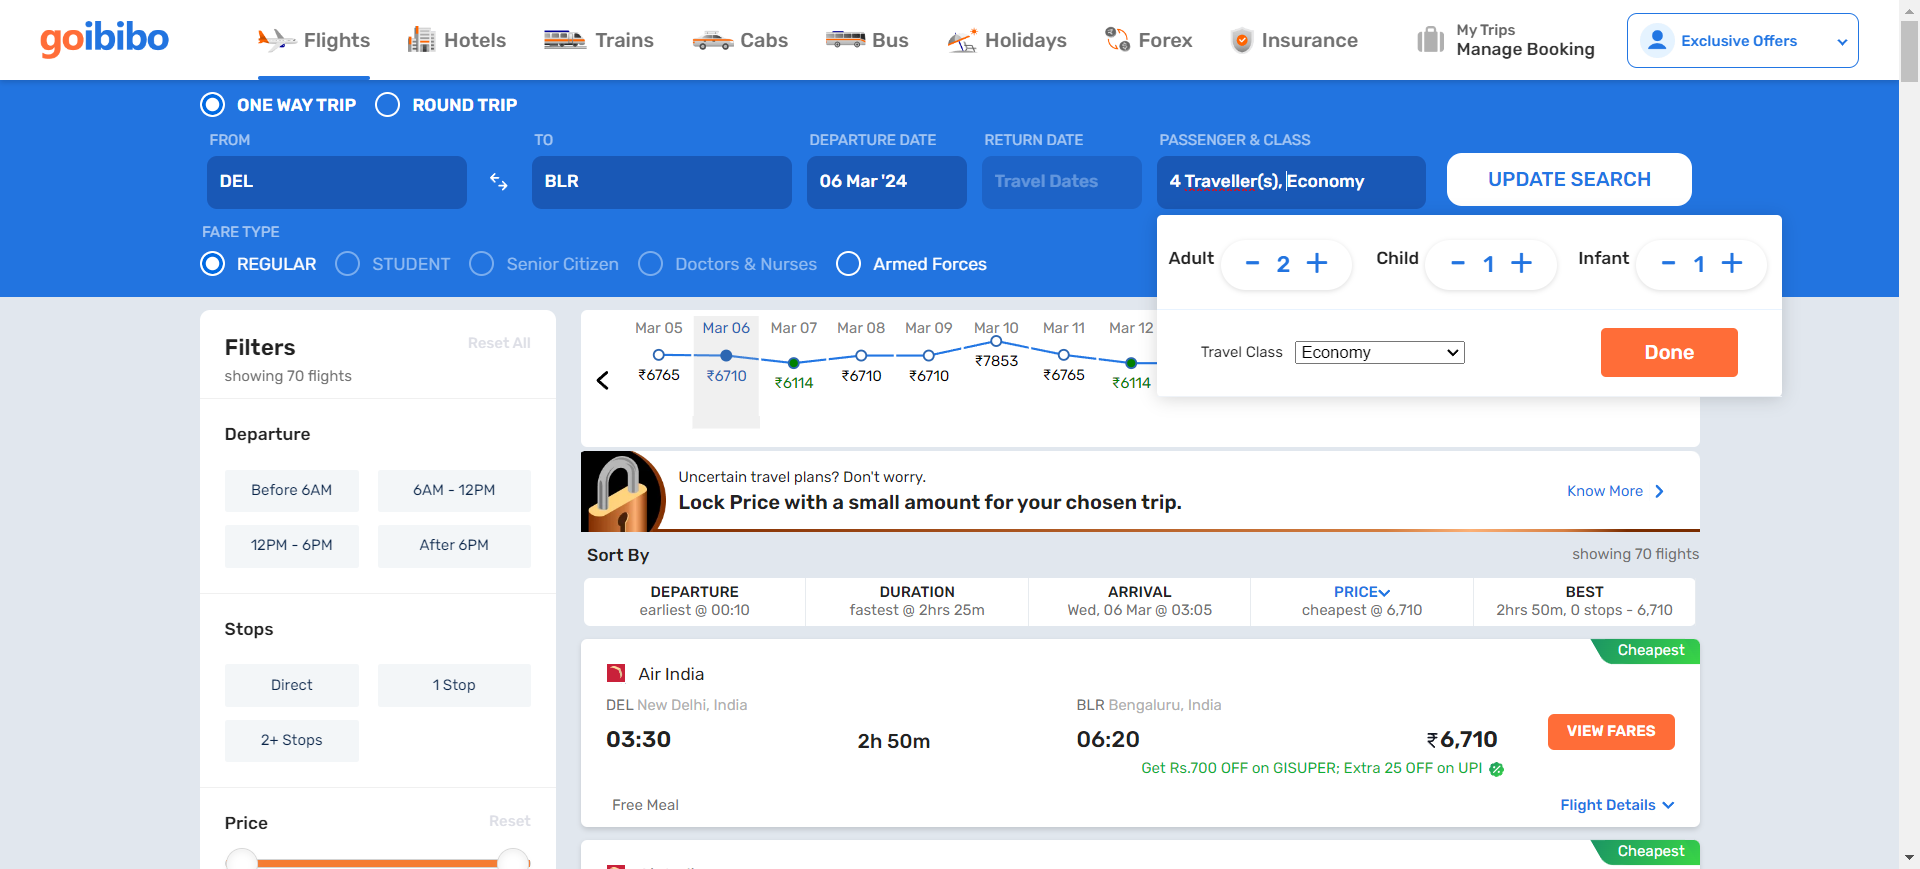 goibibo
Flights
Hotels
Trains
Cabs
Bus
Holidays
Forex
Insurance
My Trips
Manage Booking
Exclusive Offers
ONE WAY TRIP
ROUND TRIP
FROM
TO
DEPARTURE DATE
RETURN DATE
PASSENGER & CLASS
DEL
BLR
06 Mar '24
Travel Dates
4 Traveller(s), Economy
UPDATE SEARCH
FARE TYPE
REGULAR
STUDENT
Senior Citizen
Doctors & Nurses
Armed Forces
Adult - 2 +
Child - 1 +
Infant - 1 +
Travel Class
Economy
Done
Filters
Reset All
showing 70 flights
Departure
Before 6AM
6AM - 12PM
12PM - 6PM
After 6PM
Stops
Direct
1 Stop
2+ Stops
Price
Reset
Mar 05
Mar 06
Mar 07
Mar 08
Mar 09
Mar 10
Mar 11
Mar 12
₹6765
₹6710
₹6114
₹6710
₹6710
₹7853
₹6765
₹6114
Uncertain travel plans? Don't worry.
Lock Price with a small amount for your chosen trip.
Know More
Sort By
showing 70 flights
DEPARTURE
earliest @ 00:10
DURATION
fastest @ 2hrs 25m
ARRIVAL
Wed, 06 Mar @ 03:05
PRICE
cheapest @ 6,710
BEST
2hrs 50m, 0 stops - 6,710
Cheapest
Air India
DEL New Delhi, India
BLR Bengaluru, India
03:30
2h 50m
06:20
₹6,710
VIEW FARES
Get Rs.700 OFF on GISUPER; Extra 25 OFF on UPI
Free Meal
Flight Details
Cheapest